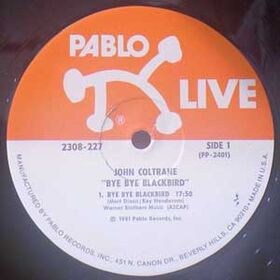 PABLO
LIVE
®
2308-227
SIDE 1
(PP-2401)
JOHN COLTRANE
"BYE BYE BLACKBIRD"
1. BYE BYE BLACKBIRD 17:50
(Mort Dixon/Ray Henderson)
Warner Brothers Music (ASCAP)
© 1981 Pablo Records, Inc.
MANUFACTURED BY PABLO RECORDS, INC., 451 N. CANON DR., BEVERLY HILLS, CA 90210 • MADE IN U.S.A.